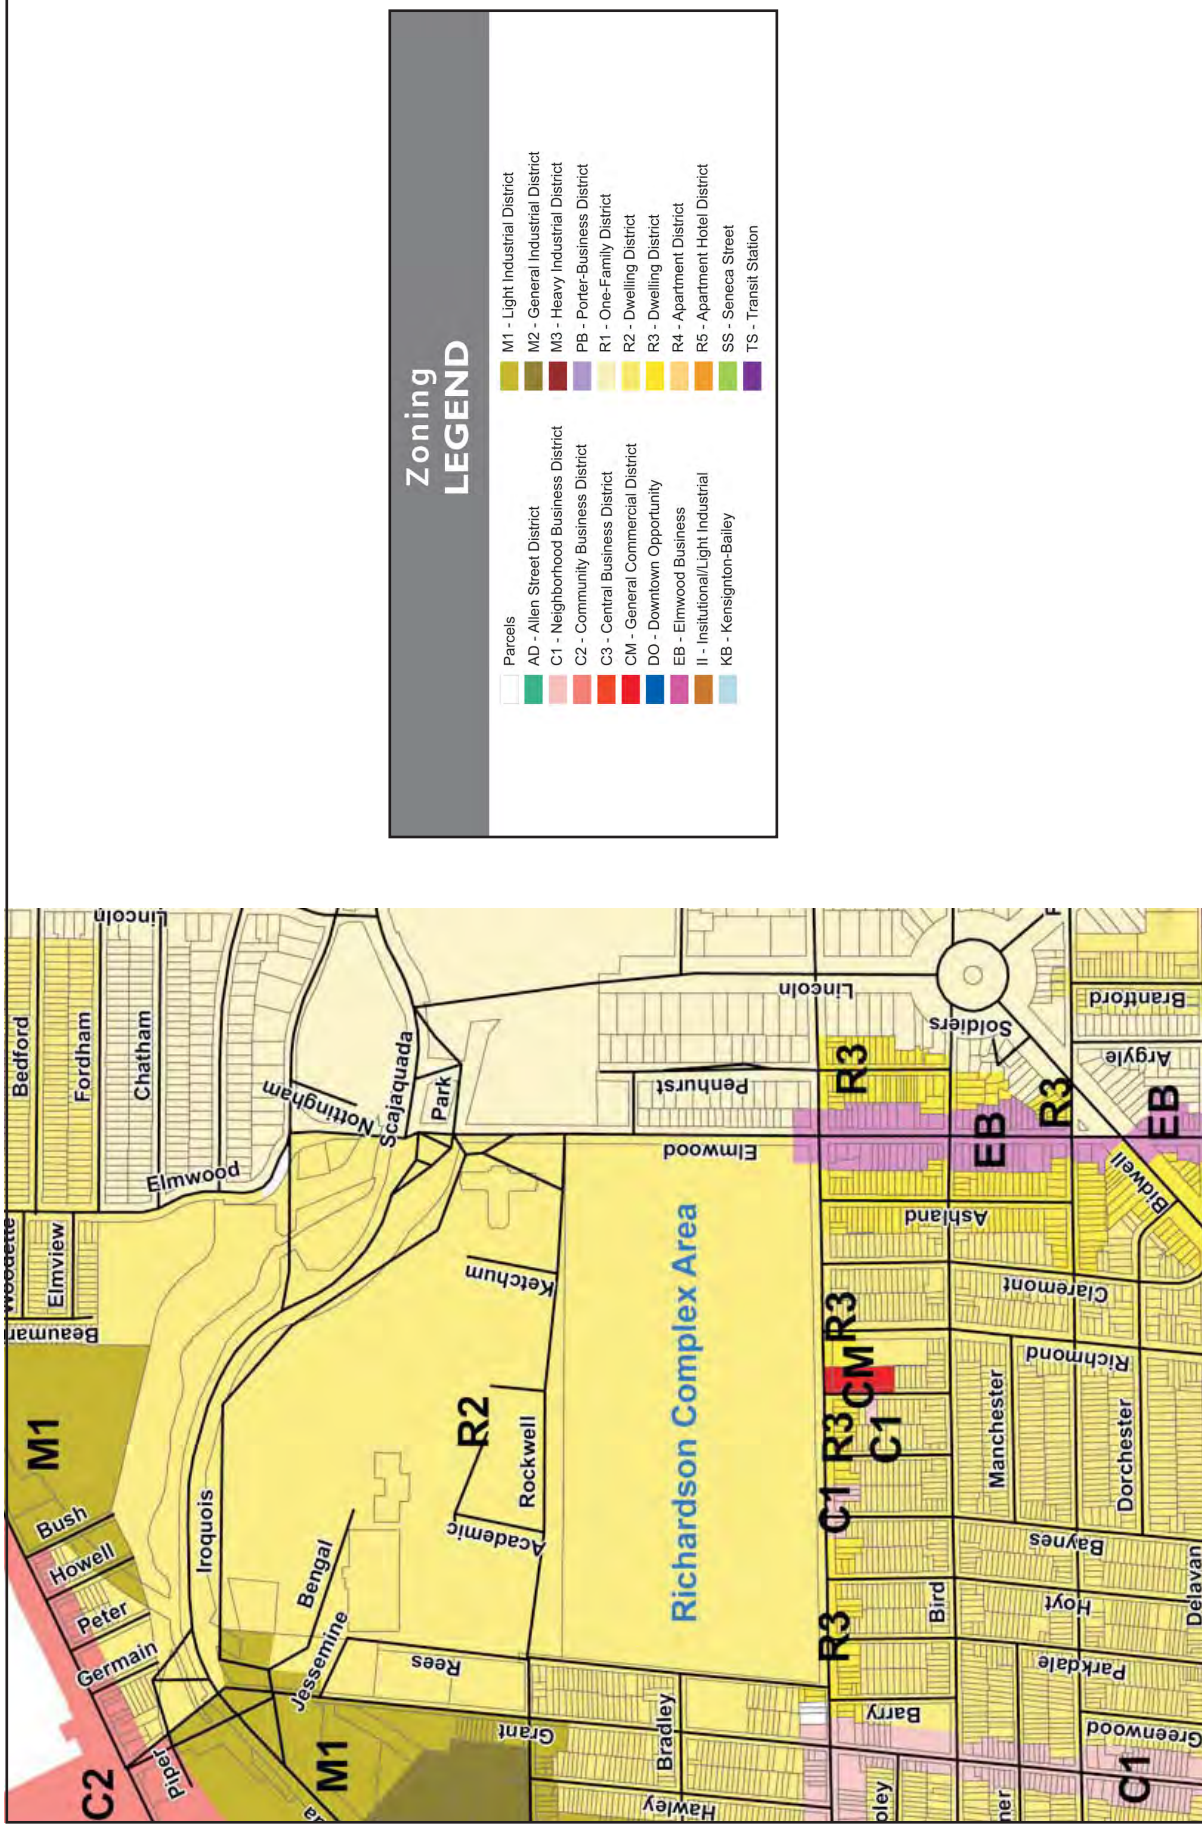 Zoning
LEGEND
Parcels
AD - Allen Street District
C1 - Neighborhood Business District
C2 - Community Business District
C3 - Central Business District
CM - General Commercial District
DO - Downtown Opportunity
EB - Elmwood Business
II - Insitutional/Light Industrial
KB - Kensignton-Bailey
M1 - Light Industrial District
M2 - General Industrial District
M3 - Heavy Industrial District
PB - Porter-Business District
R1 - One-Family District
R2 - Dwelling District
R3 - Dwelling District
R4 - Apartment District
R5 - Apartment Hotel District
SS - Seneca Street
TS - Transit Station
C2
Piper
Germain
Peter
Howell
Bush
M1
Beauman
Elmview
Bedford
Fordham
Chatham
Lincoln
Elmwood
Iroquois
Nottingham
Scajaquada
Park
M1
Jessemine
Bengal
Rees
R2
Academic
Rockwell
Ketchum
Grant
Hawley
Bradley
Richardson Complex Area
Elmwood
Penhurst
Lincoln
R3
C1
R3
C1
CM
R3
R3
Barry
Bird
Ashland
EB
Soldiers
R3
Manchester
Claremont
Richmond
Dorchester
Baynes
Hoyt
Parkdale
Greenwood
C1
Delavan
Bidwell
EB
Argyle
Brantford
oley
ner